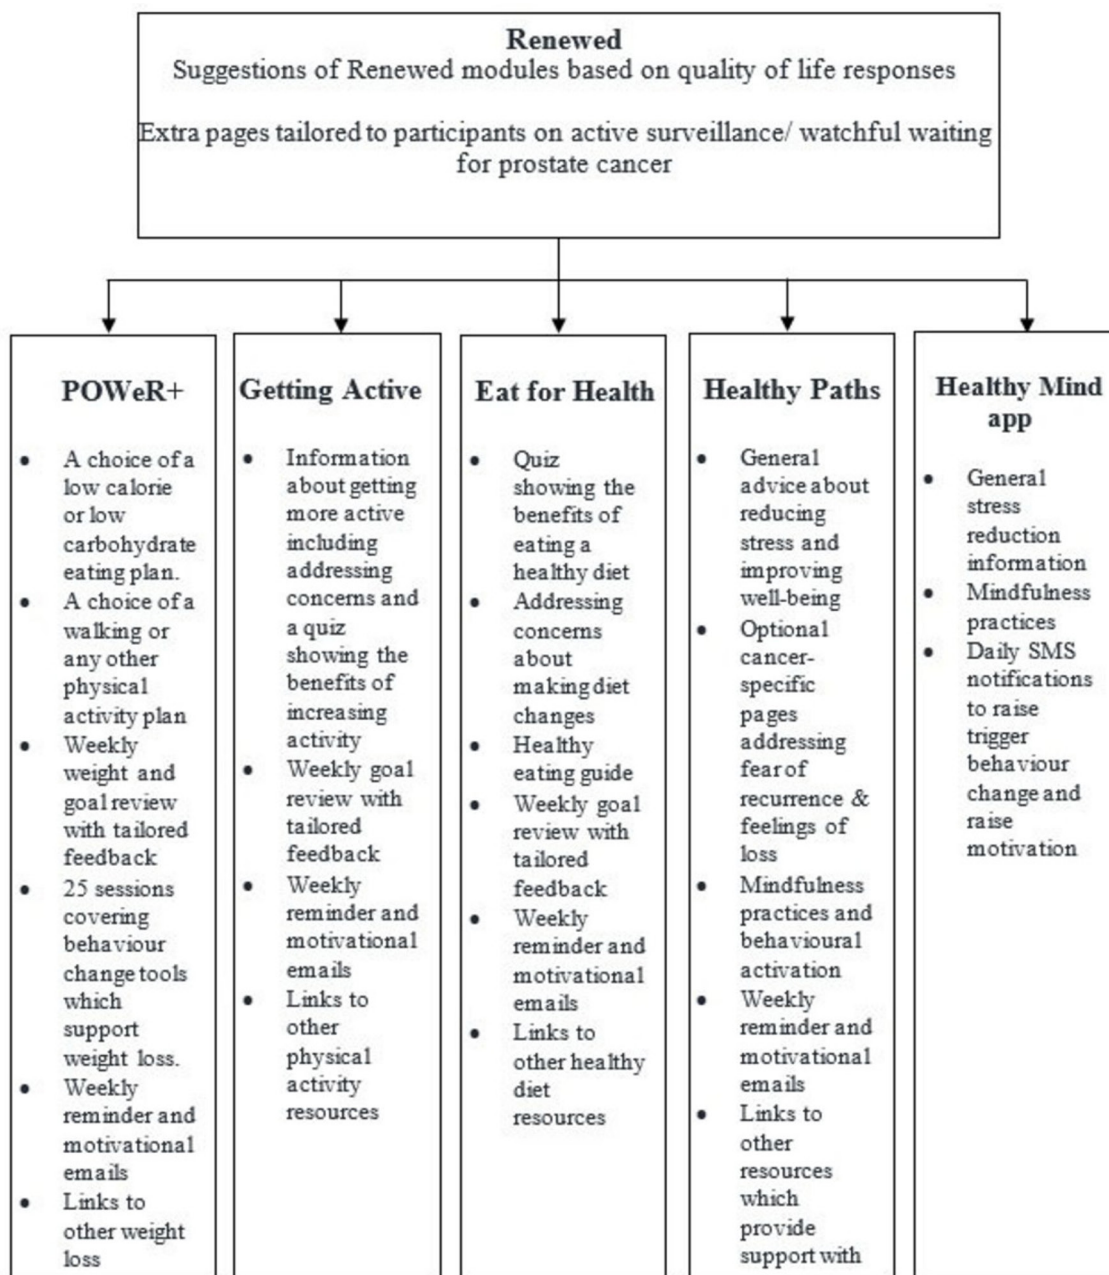 Renewed
Suggestions of Renewed modules based on quality of life responses
Extra pages tailored to participants on active surveillance/ watchful waiting
for prostate cancer
POWeR+
• A choice of a
low calorie
or low
carbohydrate
eating plan.
• A choice of a
walking or
any other
physical
activity plan
• Weekly
weight and
goal review
with tailored
feedback
• 25 sessions
covering
behaviour
change tools
which
support
weight loss.
• Weekly
reminder and
motivational
emails
• Links to
other weight
loss
Getting Active
• Information
about getting
more active
including
addressing
concerns and
a quiz
showing the
benefits of
increasing
activity
• Weekly goal
review with
tailored
feedback
• Weekly
reminder and
motivational
emails
• Links to
other
physical
activity
resources
Eat for Health
• Quiz
showing the
benefits of
eating a
healthy diet
• Addressing
concerns
about
making diet
changes
• Healthy
eating guide
• Weekly goal
review with
tailored
feedback
• Weekly
reminder and
motivational
emails
• Links to
other healthy
diet
resources
Healthy Paths
• General
advice about
reducing
stress and
improving
well-being
• Optional
cancer-
specific
pages
addressing
fear of
recurrence &
feelings of
loss
• Mindfulness
practices and
behavioural
activation
• Weekly
reminder and
motivational
emails
• Links to
other
resources
which
provide
support with
Healthy Mind
app
• General
stress
reduction
information
• Mindfulness
practices
• Daily SMS
notifications
to raise
trigger
behaviour
change and
raise
motivation